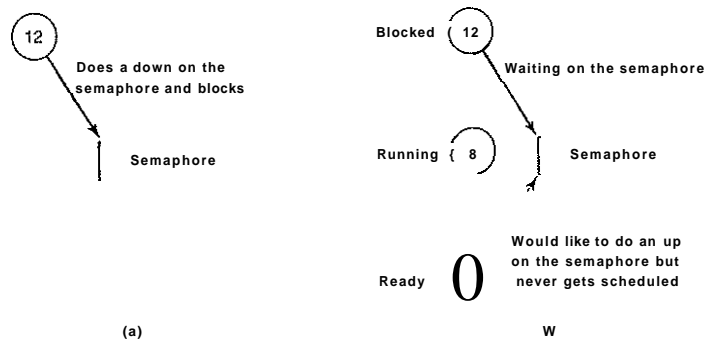 12
Does a down on the
semaphore and blocks
Semaphore
(a)
Blocked ( 12
Waiting on the semaphore
Running { 8
Semaphore
Would like to do an up
on the semaphore but
never gets scheduled
Ready 0
W